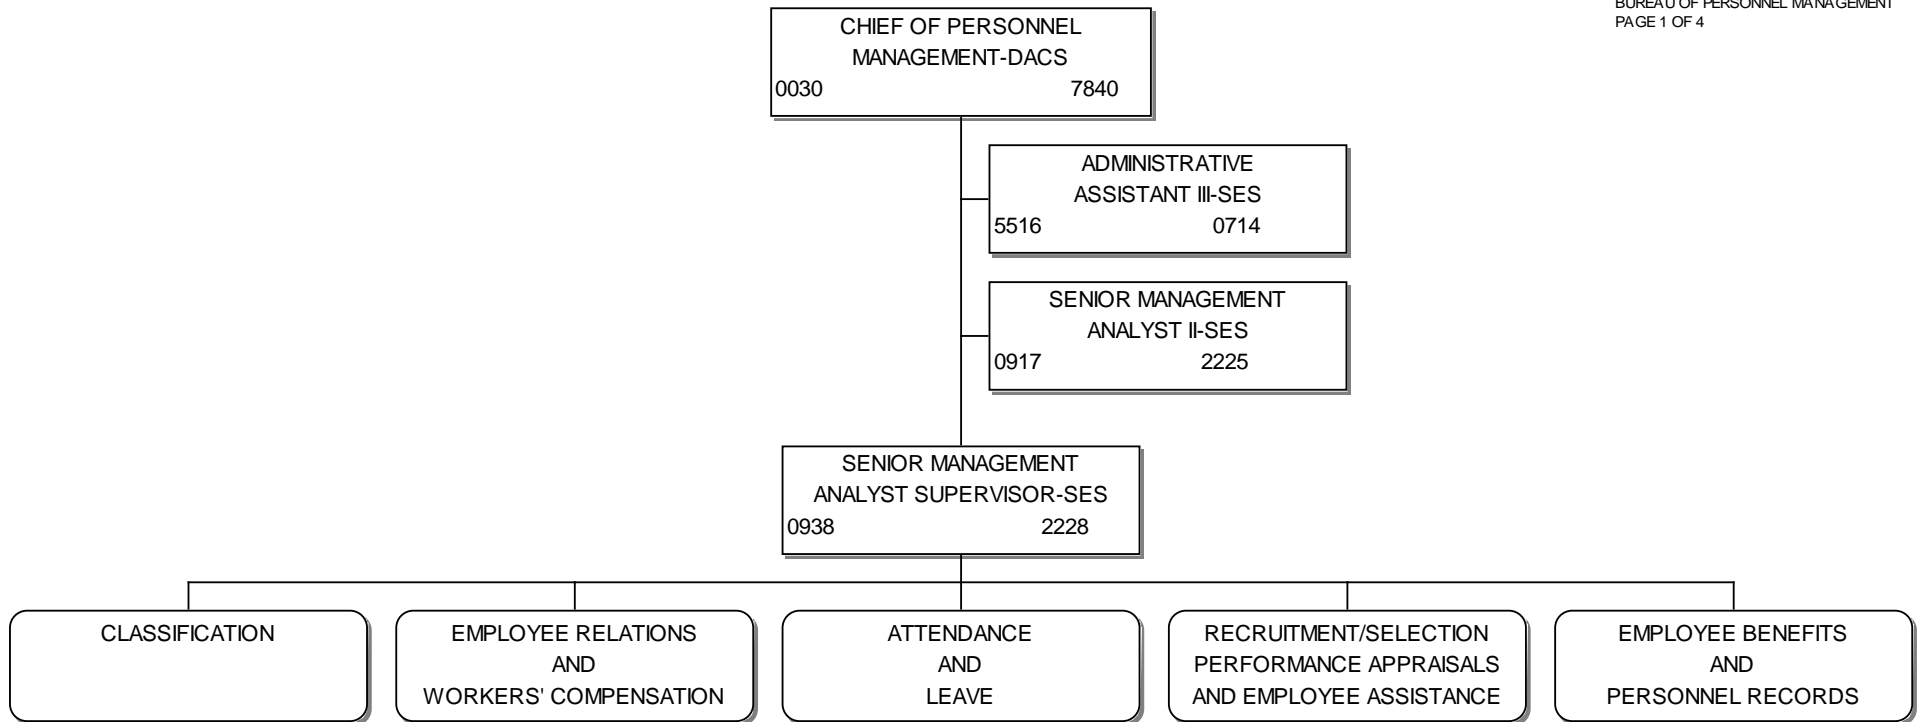 BUREAU OF PERSONNEL MANAGEMENT
PAGE 1 OF 4
CHIEF OF PERSONNEL
MANAGEMENT-DACS
0030 7840
ADMINISTRATIVE
ASSISTANT III-SES
5516 0714
SENIOR MANAGEMENT
ANALYST II-SES
0917 2225
SENIOR MANAGEMENT
ANALYST SUPERVISOR-SES
0938 2228
CLASSIFICATION
EMPLOYEE RELATIONS
AND
WORKERS' COMPENSATION
ATTENDANCE
AND
LEAVE
RECRUITMENT/SELECTION
PERFORMANCE APPRAISALS
AND EMPLOYEE ASSISTANCE
EMPLOYEE BENEFITS
AND
PERSONNEL RECORDS